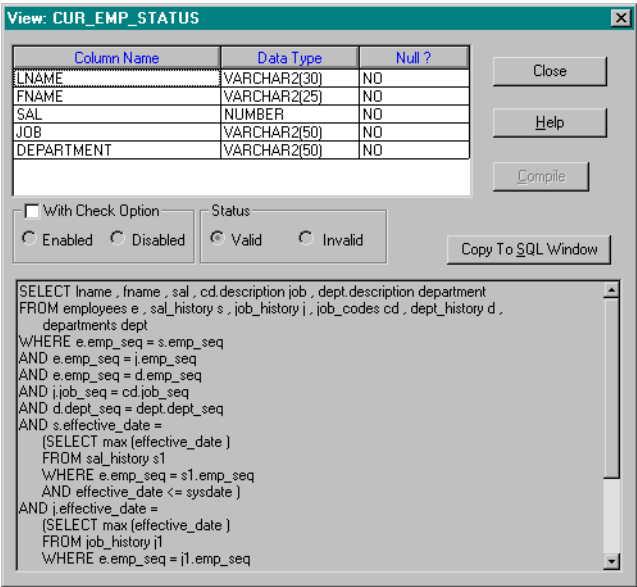 View: CUR_EMP_STATUS
Column Name Data Type Null ?
LNAME VARCHAR2(30) NO
FNAME VARCHAR2(25) NO
SAL NUMBER NO
JOB VARCHAR2(50) NO
DEPARTMENT VARCHAR2(50) NO
Close
Help
Compile
With Check Option
Enabled Disabled
Status
Valid Invalid
Copy To SQL Window
SELECT lname , fname , sal , cd.description job , dept.description department
FROM employees e , sal_history s , job_history j , job_codes cd , dept_history d ,
departments dept
WHERE e.emp_seq = s.emp_seq
AND e.emp_seq = j.emp_seq
AND e.emp_seq = d.emp_seq
AND j.job_seq = cd.job_seq
AND d.dept_seq = dept.dept_seq
AND s.effective_date =
(SELECT max (effective_date )
FROM sal_history s1
WHERE e.emp_seq = s1.emp_seq
AND effective_date <= sysdate )
AND j.effective_date =
(SELECT max (effective_date )
FROM job_history j1
WHERE e.emp_seq = j1.emp_seq